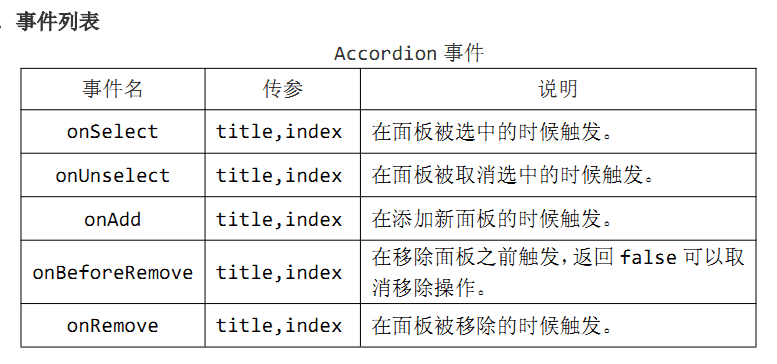 . 事件列表
Accordion 事件
事件名 传参 说明
onSelect title,index 在面板被选中的时候触发。
onUnselect title,index 在面板被取消选中的时候触发。
onAdd title,index 在添加新面板的时候触发。
onBeforeRemove title,index 在移除面板之前触发，返回 false 可以取
消移除操作。
onRemove title,index 在面板被移除的时候触发。